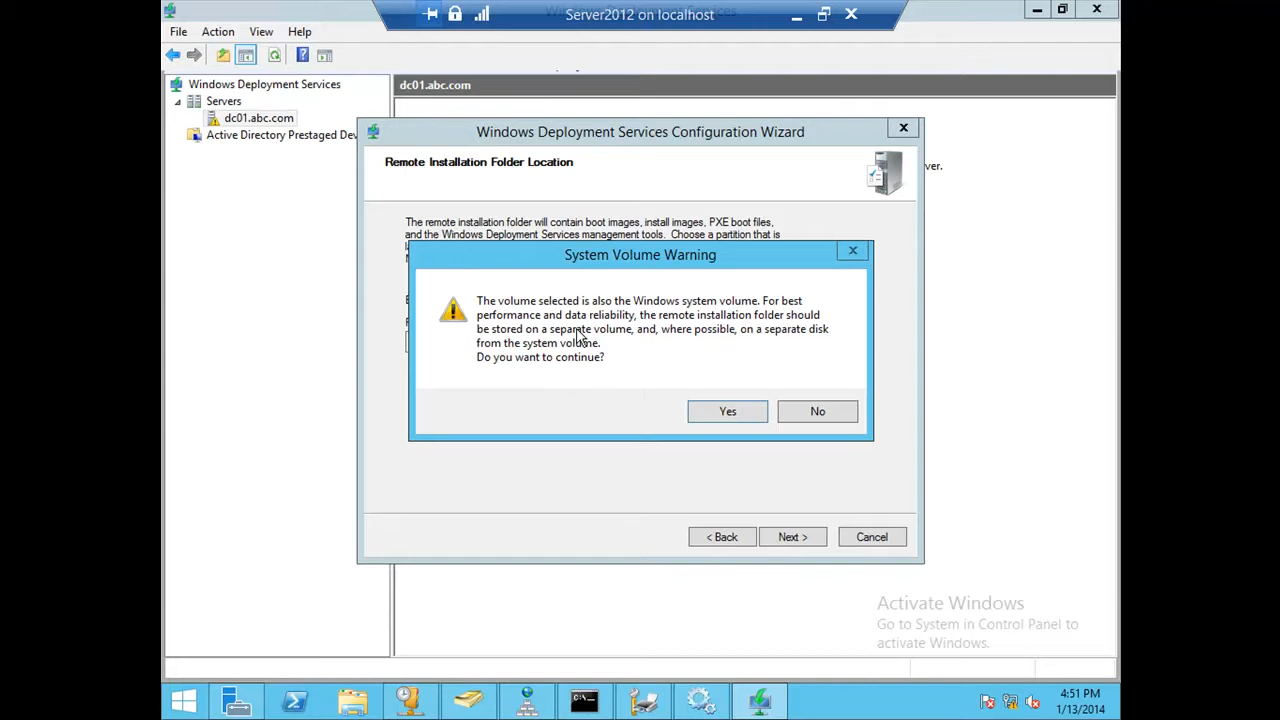 Server2012 on localhost
File Action View Help
Windows Deployment Services
Servers
dc01.abc.com
Active Directory Prestaged Dev
dc01.abc.com
ver.
Windows Deployment Services Configuration Wizard
Remote Installation Folder Location
The remote installation folder will contain boot images, install images, PXE boot files,
and the Windows Deployment Services management tools. Choose a partition that is
System Volume Warning
The volume selected is also the Windows system volume. For best
performance and data reliability, the remote installation folder should
be stored on a separate volume, and, where possible, on a separate disk
from the system volume.
Do you want to continue?
Yes No
< Back Next > Cancel
Activate Windows
Go to System in Control Panel to
activate Windows.
4:51 PM
1/13/2014